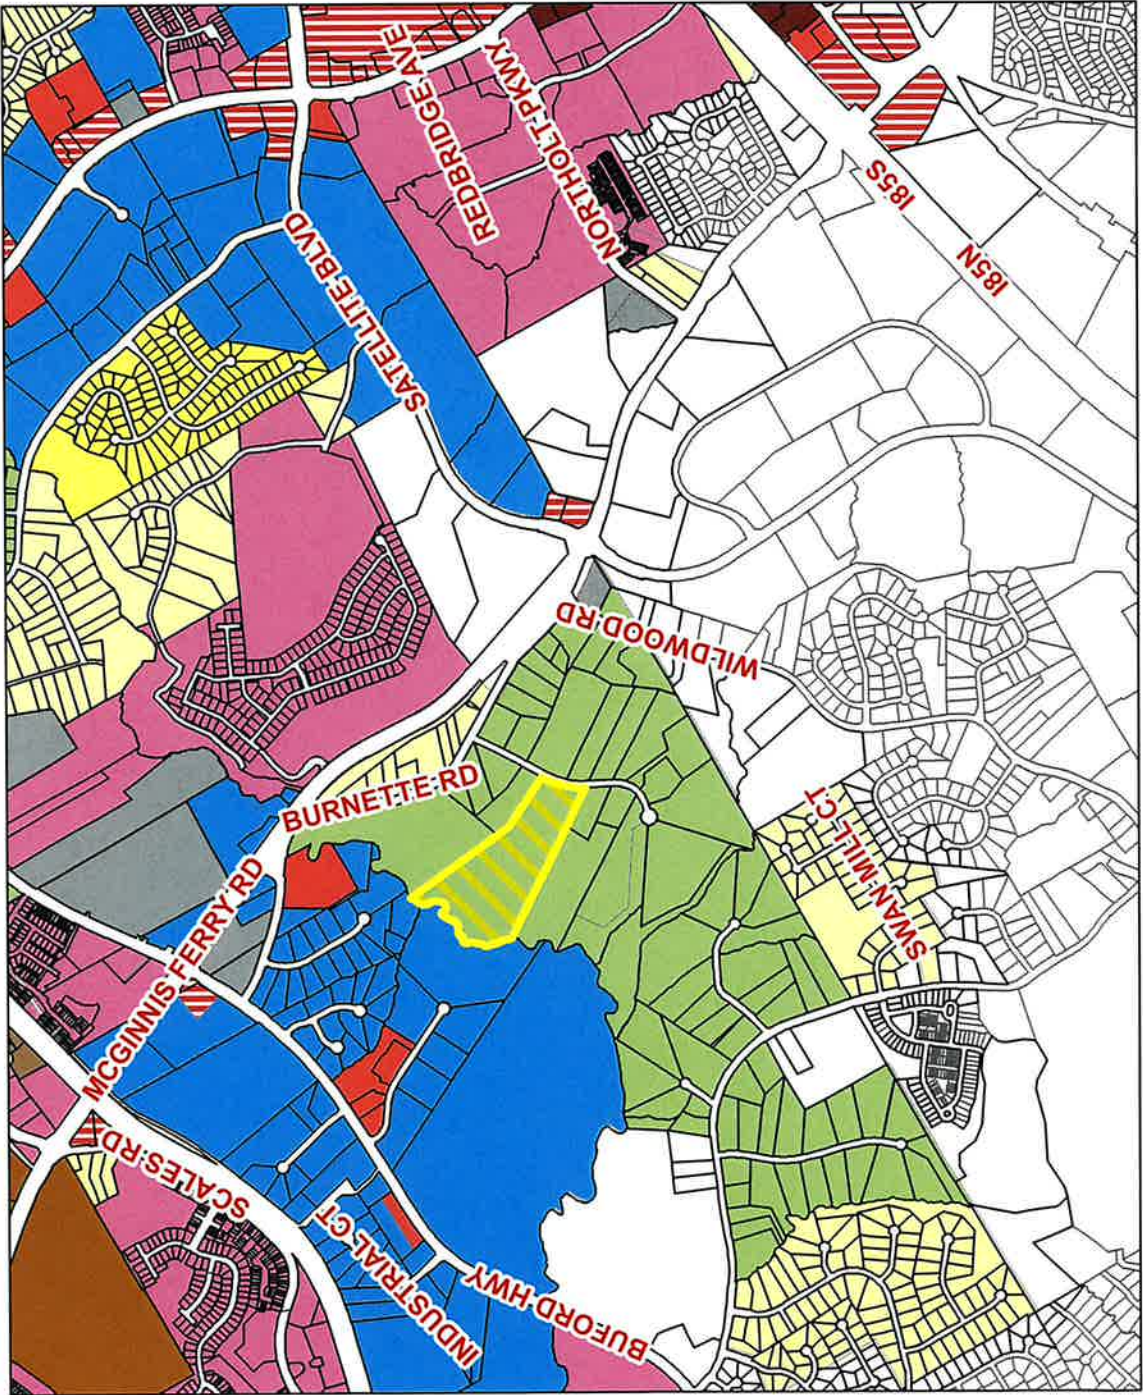 REDBRIDGE AVE
NORTHOLT PKWY
SATELLITE BLVD
I85S
I85N
WILDWOOD RD
BURNETTE RD
MCGINNIS FERRY RD
SWAN MILL CT
SCALES RD
INDUSTRIAL CT
BUFORD HWY